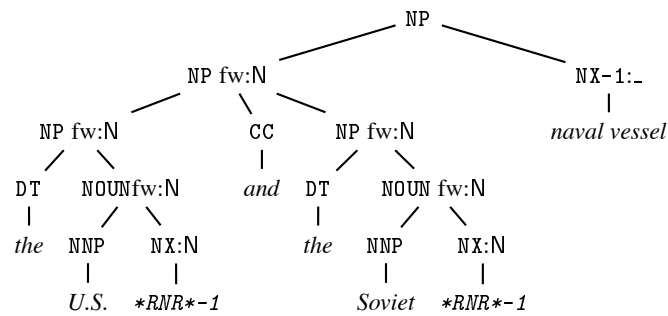 NP
NP fw:N NX-1:_
NP fw:N CC NP fw:N naval vessel
DT NOUNfw:N and DT NOUN fw:N
the NNP NX:N the NNP NX:N
U.S. *RNR*-1 Soviet *RNR*-1